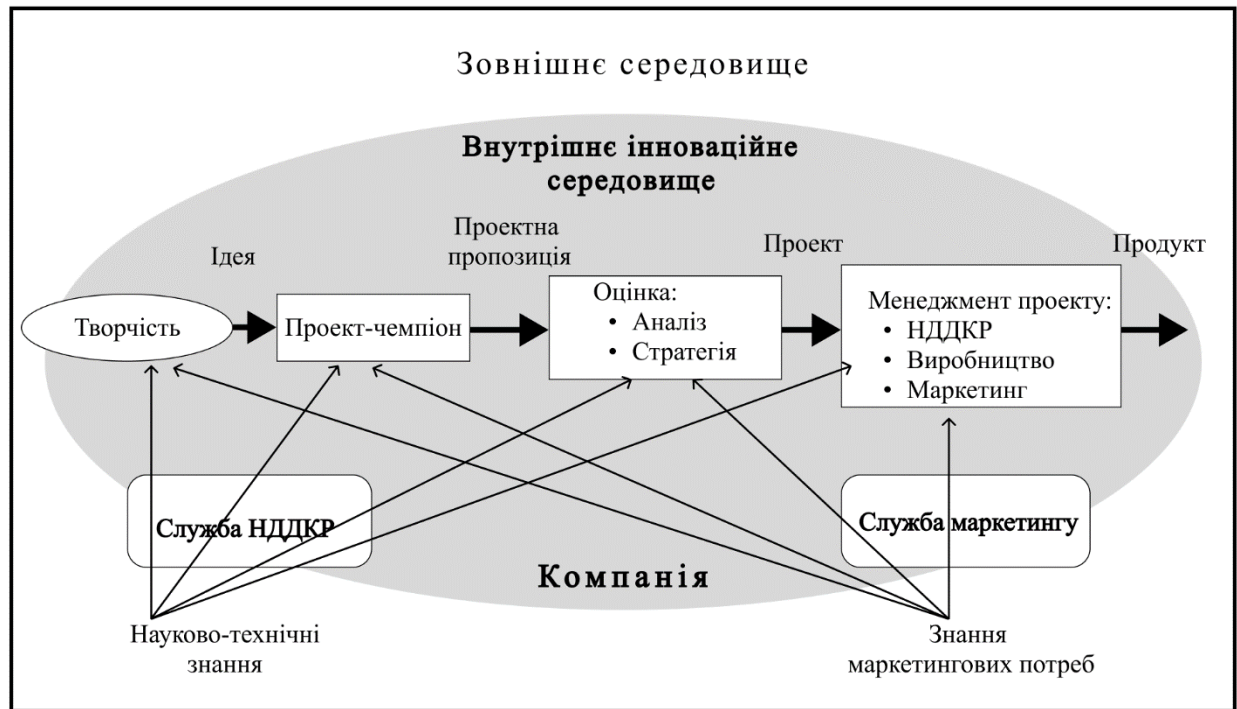 Зовнішнє середовище
Внутрішнє інноваційне
середовище
Ідея
Проектна
пропозиція
Проект
Продукт
Творчість
Проект-чемпіон
Оцінка:
• Аналіз
• Стратегія
Менеджмент проекту:
• НДДКР
• Виробництво
• Маркетинг
Служба НДДКР
Служба маркетингу
Компанія
Науково-технічні
знання
Знання
маркетингових потреб